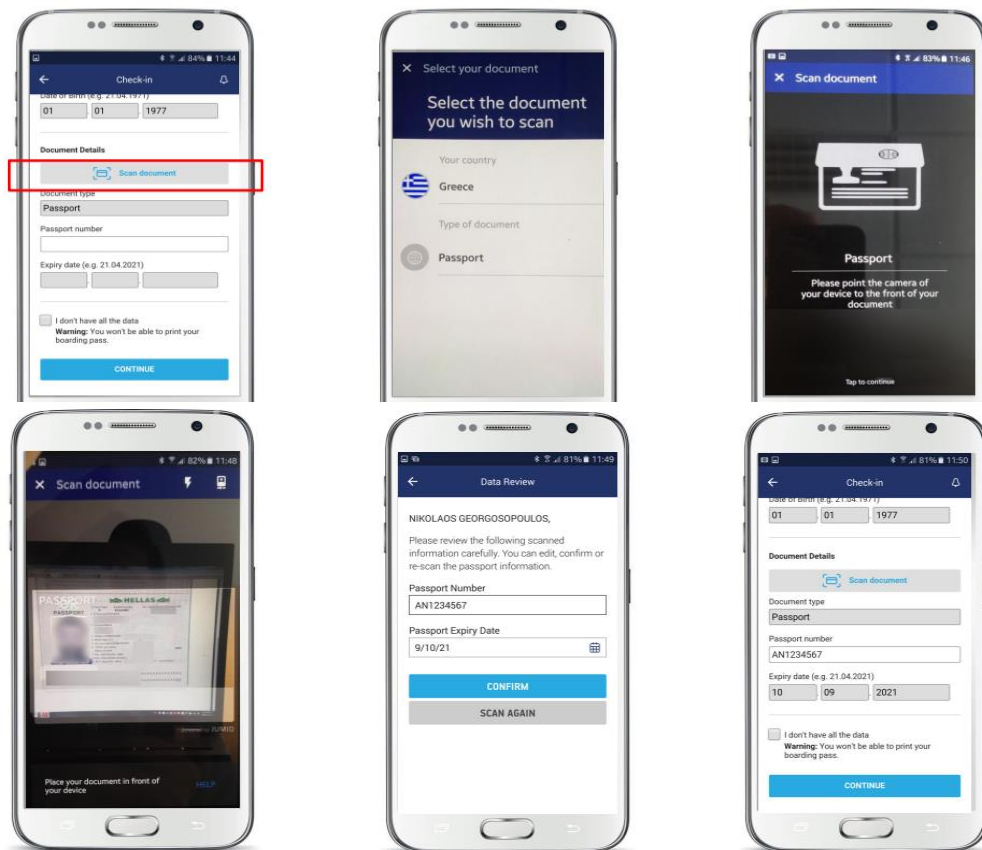 84% 11:44
Check-in
Date of Birth (e.g. 21.04.1971)
01 01 1977
Document Details
Scan document
Document type
Passport
Passport number
Expiry date (e.g. 21.04.2021)
I don't have all the data
Warning: You won't be able to print your
boarding pass.
CONTINUE
Select your document
Select the document
you wish to scan
Your country
Greece
Type of document
Passport
83% 11:46
Scan document
Passport
Please point the camera of
your device to the front of your
document
Tap to continue
82% 11:48
Scan document
PASSPORT HELLAS
PASSPORT
powered by JUMIO
Place your document in front of
your device
HELP
81% 11:49
Data Review
NIKOLAOS GEORGOSOPOULOS,
Please review the following scanned
information carefully. You can edit, confirm or
re-scan the passport information.
Passport Number
AN1234567
Passport Expiry Date
9/10/21
CONFIRM
SCAN AGAIN
81% 11:50
Check-in
Date of Birth (e.g. 21.04.1971)
01 01 1977
Document Details
Scan document
Document type
Passport
Passport number
AN1234567
Expiry date (e.g. 21.04.2021)
10 09 2021
I don't have all the data
Warning: You won't be able to print your
boarding pass.
CONTINUE